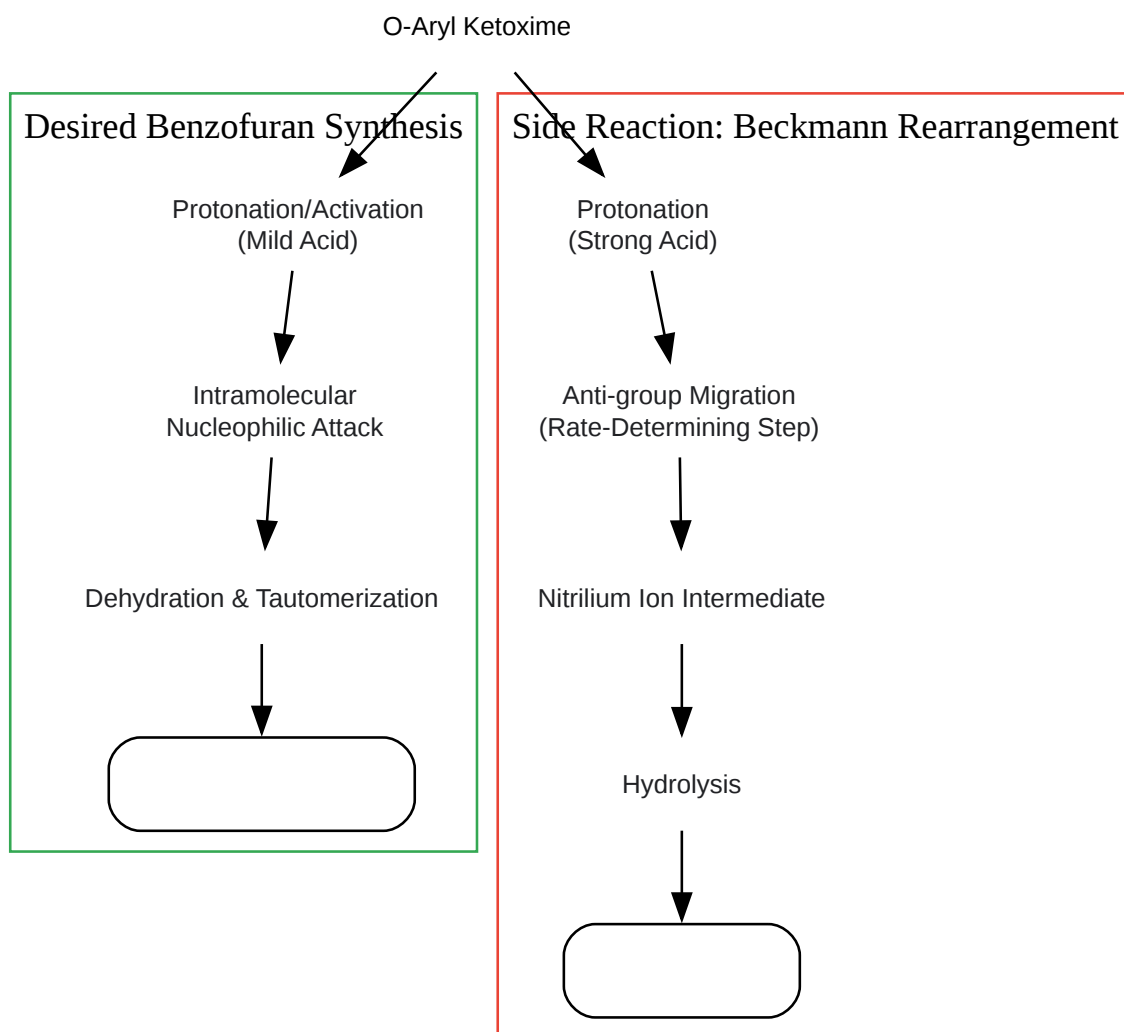 O-Aryl Ketoxime
Desired Benzofuran Synthesis
Protonation/Activation
(Mild Acid)
Intramolecular
Nucleophilic Attack
Dehydration & Tautomerization
Side Reaction: Beckmann Rearrangement
Protonation
(Strong Acid)
Anti-group Migration
(Rate-Determining Step)
Nitrilium Ion Intermediate
Hydrolysis